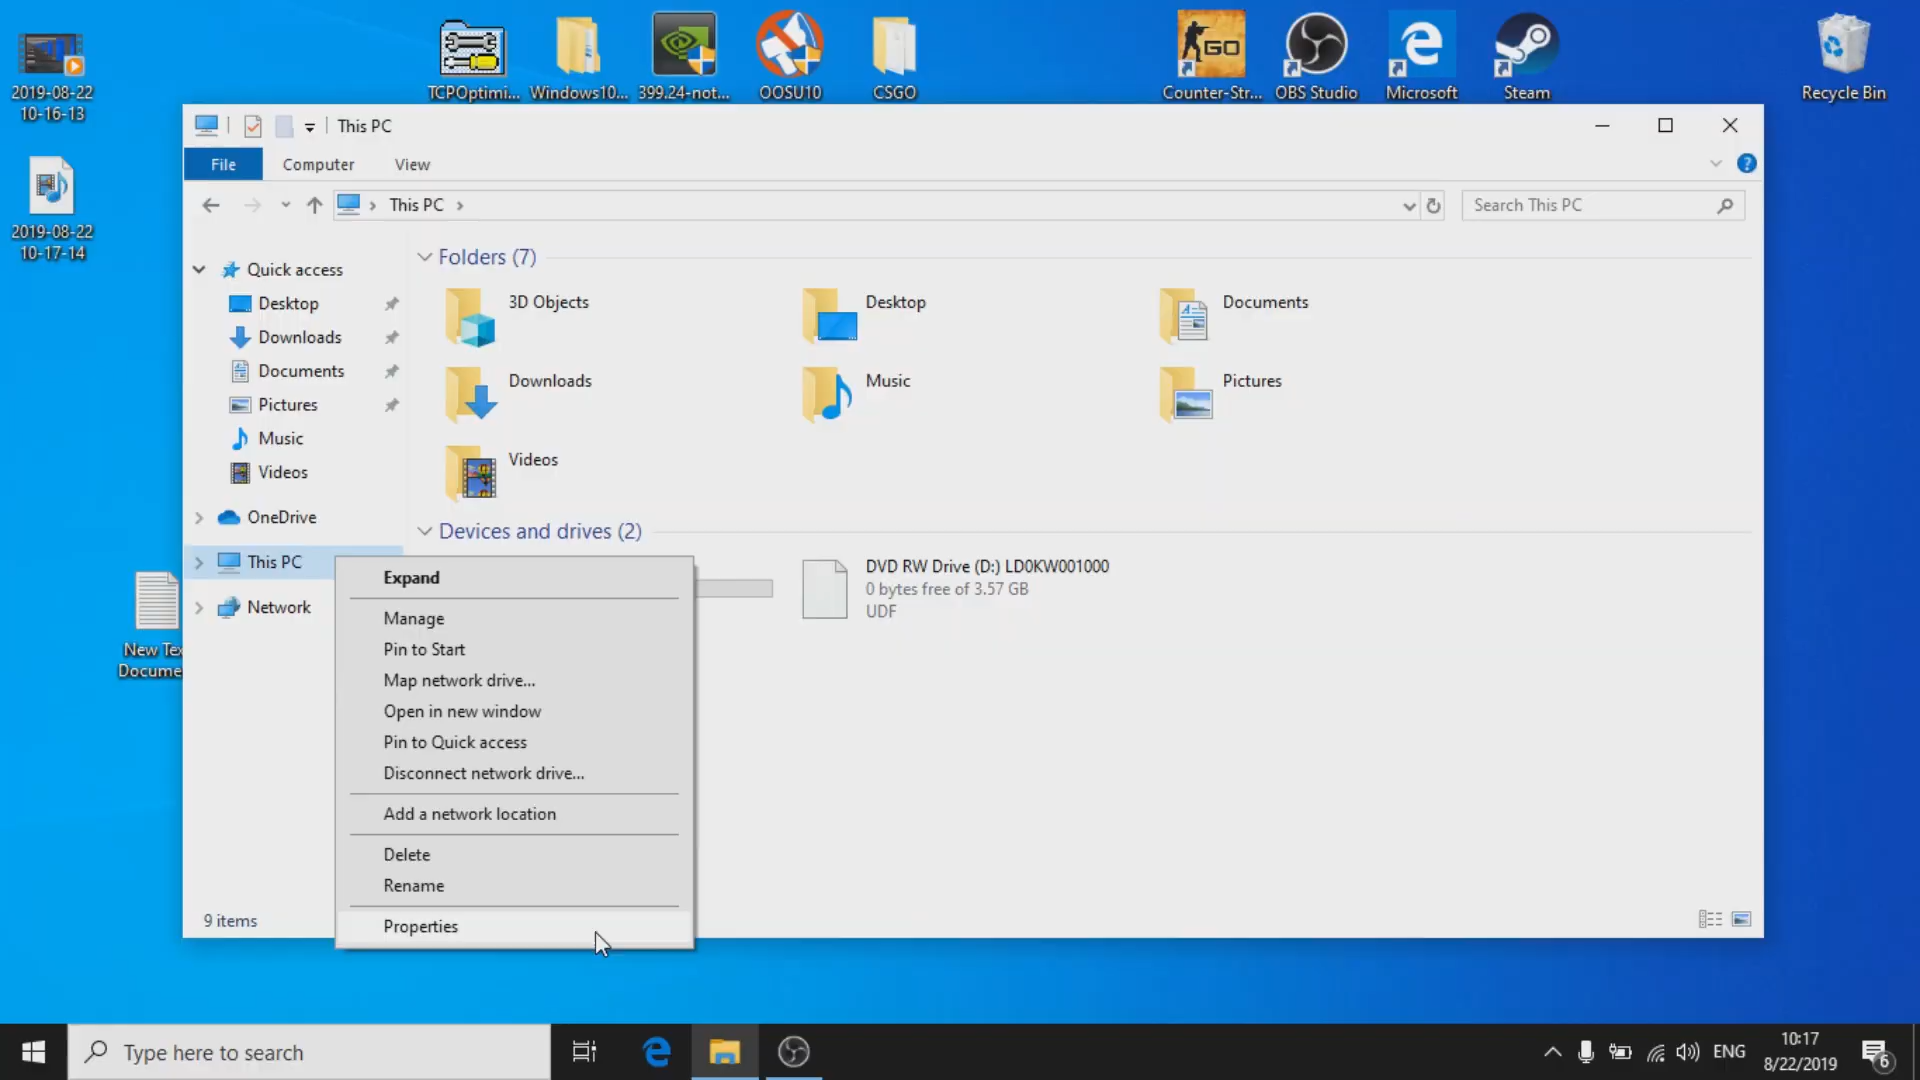 2019-08-22
10-16-13
TCPOptimi...
Windows10...
399.24-not...
OOSU10
CSGO
GO
Counter-Str...
OBS Studio
Microsoft
Steam
Recycle Bin
2019-08-22
10-17-14
New Tex
Docume
This PC
File
Computer
View
?
This PC
Search This PC
Quick access
Desktop
Downloads
Documents
Pictures
Music
Videos
OneDrive
This PC
Network
Folders (7)
3D Objects
Desktop
Documents
Downloads
Music
Pictures
Videos
Devices and drives (2)
DVD RW Drive (D:) LD0KW001000
0 bytes free of 3.57 GB
UDF
Expand
Manage
Pin to Start
Map network drive...
Open in new window
Pin to Quick access
Disconnect network drive...
Add a network location
Delete
Rename
Properties
9 items
Type here to search
ENG
10:17
8/22/2019
6